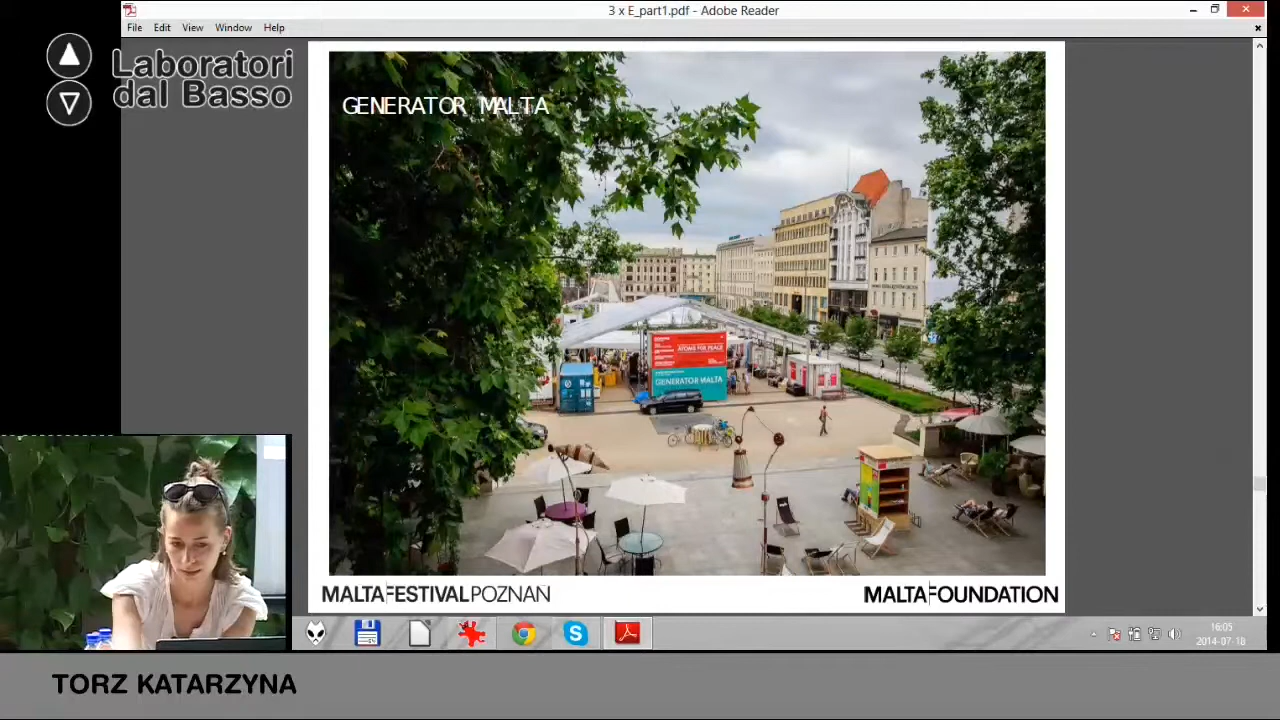 3 x E_part1.pdf - Adobe Reader
File Edit View Window Help
Laboratori
dal Basso
GENERATOR MALTA
ATOMS FOR PEACE
GENERATOR MALTA
MALTAFESTIVALPOZNAŃ
MALTAFOUNDATION
16:05
2014-07-18
TORZ KATARZYNA